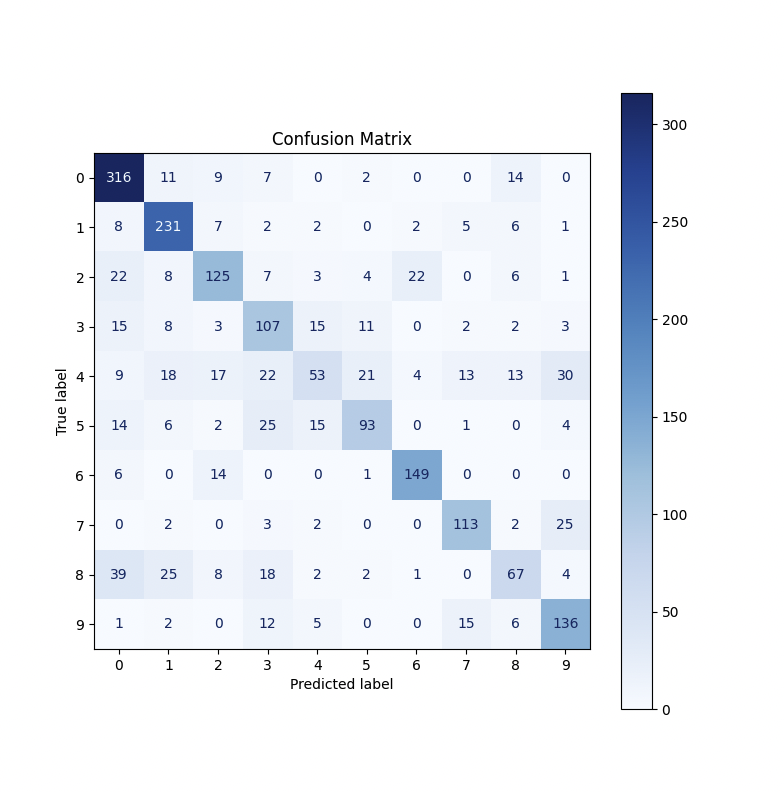 Confusion Matrix
0 316 11 9 7 0 2 0 0 14 0
1 8 231 7 2 2 0 2 5 6 1
2 22 8 125 7 3 4 22 0 6 1
3 15 8 3 107 15 11 0 2 2 3
4 9 18 17 22 53 21 4 13 13 30
5 14 6 2 25 15 93 0 1 0 4
6 6 0 14 0 0 1 149 0 0 0
7 0 2 0 3 2 0 0 113 2 25
8 39 25 8 18 2 2 1 0 67 4
9 1 2 0 12 5 0 0 15 6 136
0 1 2 3 4 5 6 7 8 9
Predicted label
True label
300
250
200
150
100
50
0